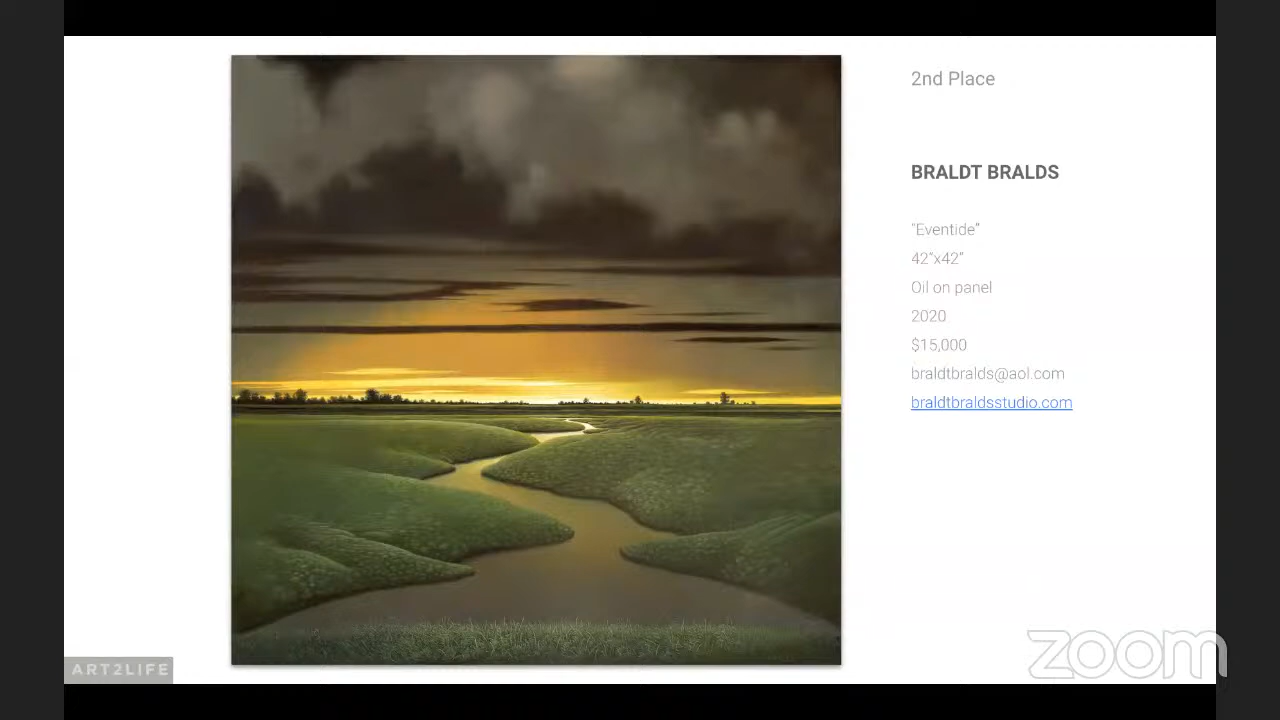 2nd Place
BRALDT BRALDS
“Eventide”
42“x42”
Oil on panel
2020
$15,000
braldtbralds@aol.com
braldtbraldsstudio.com
ART2LIFE
zoom